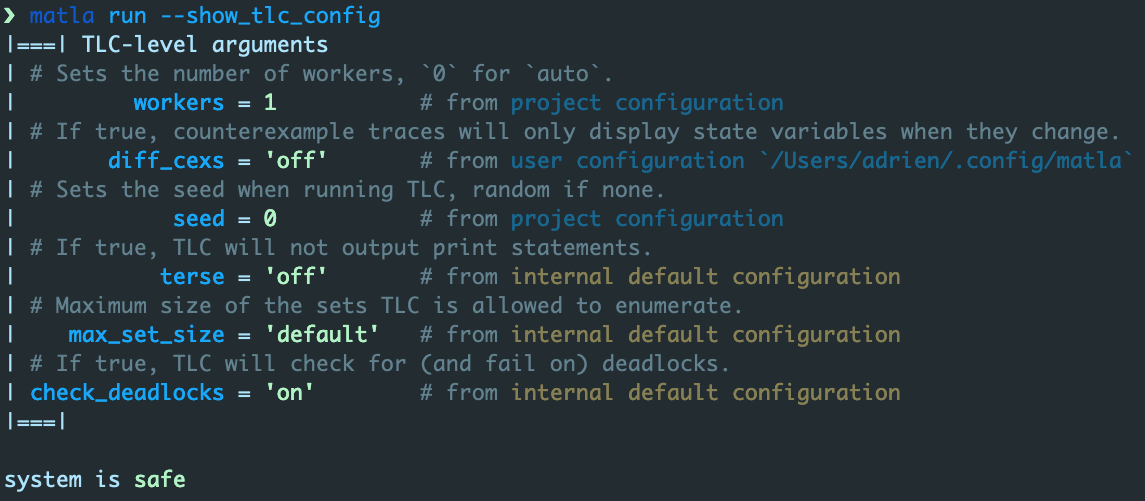 ❯ matla run --show_tlc_config
|===| TLC-level arguments
| # Sets the number of workers, `0` for `auto`.
|         workers = 1           # from project configuration
| # If true, counterexample traces will only display state variables when they change.
|       diff_cexs = 'off'       # from user configuration `/Users/adrien/.config/matla`
| # Sets the seed when running TLC, random if none.
|            seed = 0           # from project configuration
| # If true, TLC will not output print statements.
|           terse = 'off'       # from internal default configuration
| # Maximum size of the sets TLC is allowed to enumerate.
|    max_set_size = 'default'   # from internal default configuration
| # If true, TLC will check for (and fail on) deadlocks.
| check_deadlocks = 'on'        # from internal default configuration
|===|
system is safe